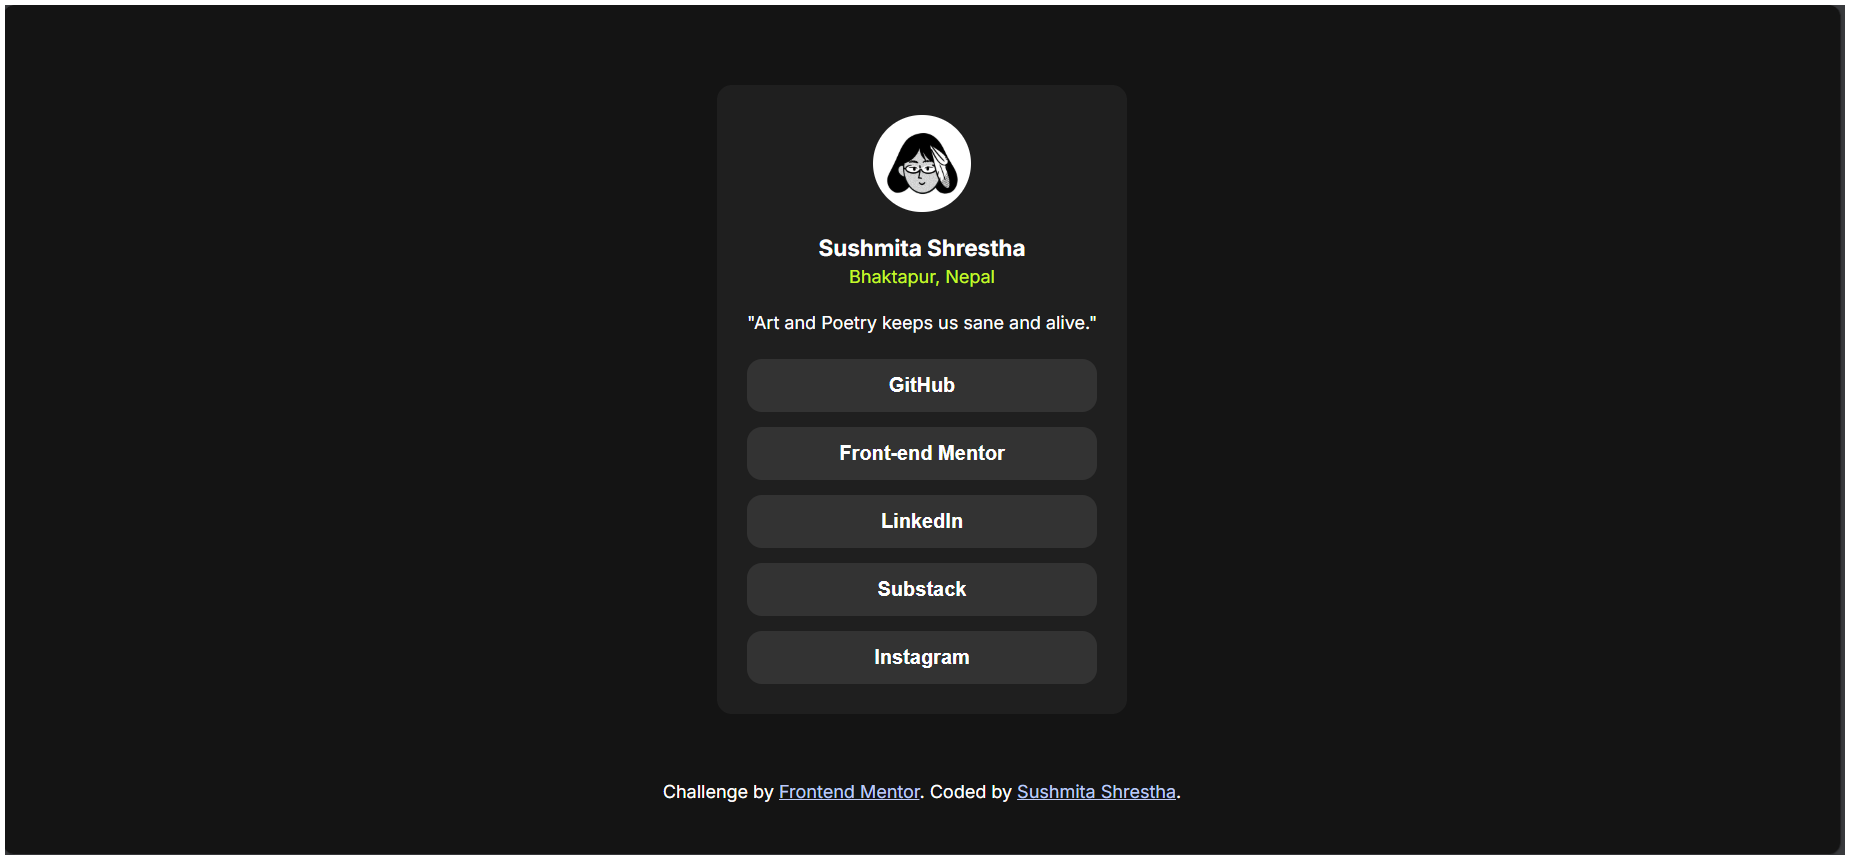 Sushmita Shrestha
Bhaktapur, Nepal
"Art and Poetry keeps us sane and alive."
GitHub
Front-end Mentor
LinkedIn
Substack
Instagram
Challenge by Frontend Mentor. Coded by Sushmita Shrestha.